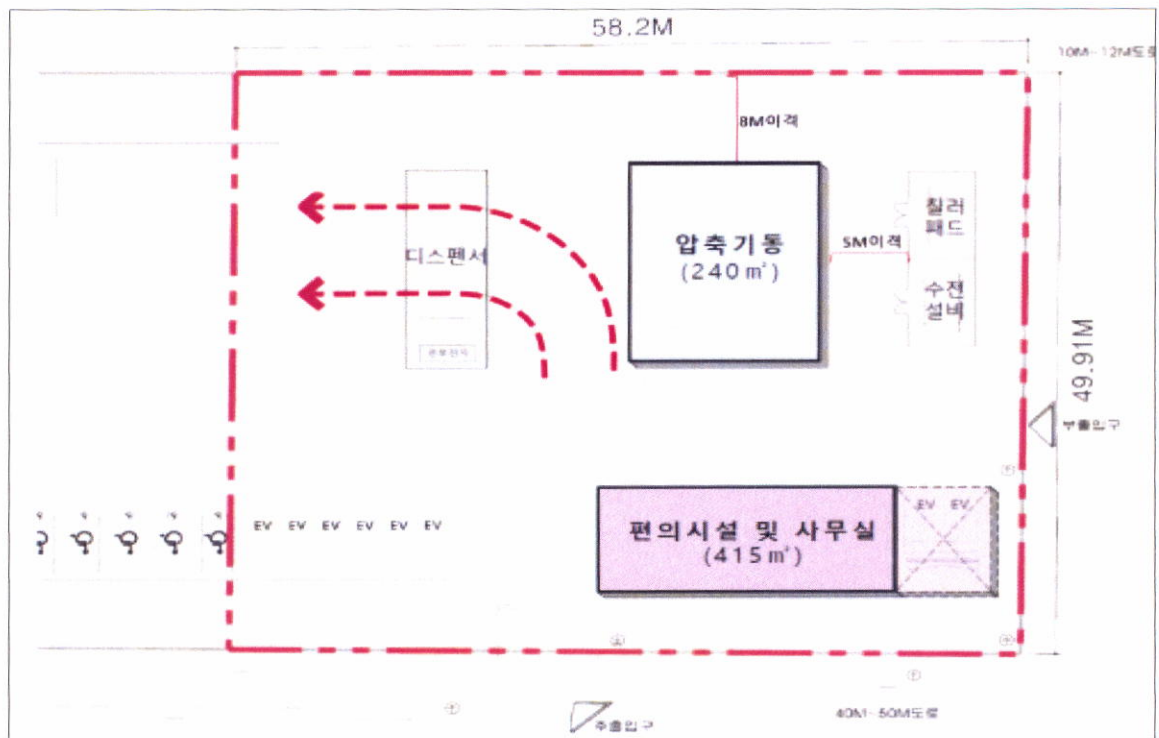 58.2M
10M~12M도로
8M이격
압축기동
(240㎡)
5M이격
칠러
패드
수전
설비
디스펜서
49.91M
부출입구
EV EV EV EV EV EV
편의시설 및 사무실
(415㎡)
EV EV
주출입구
40M~50M도로